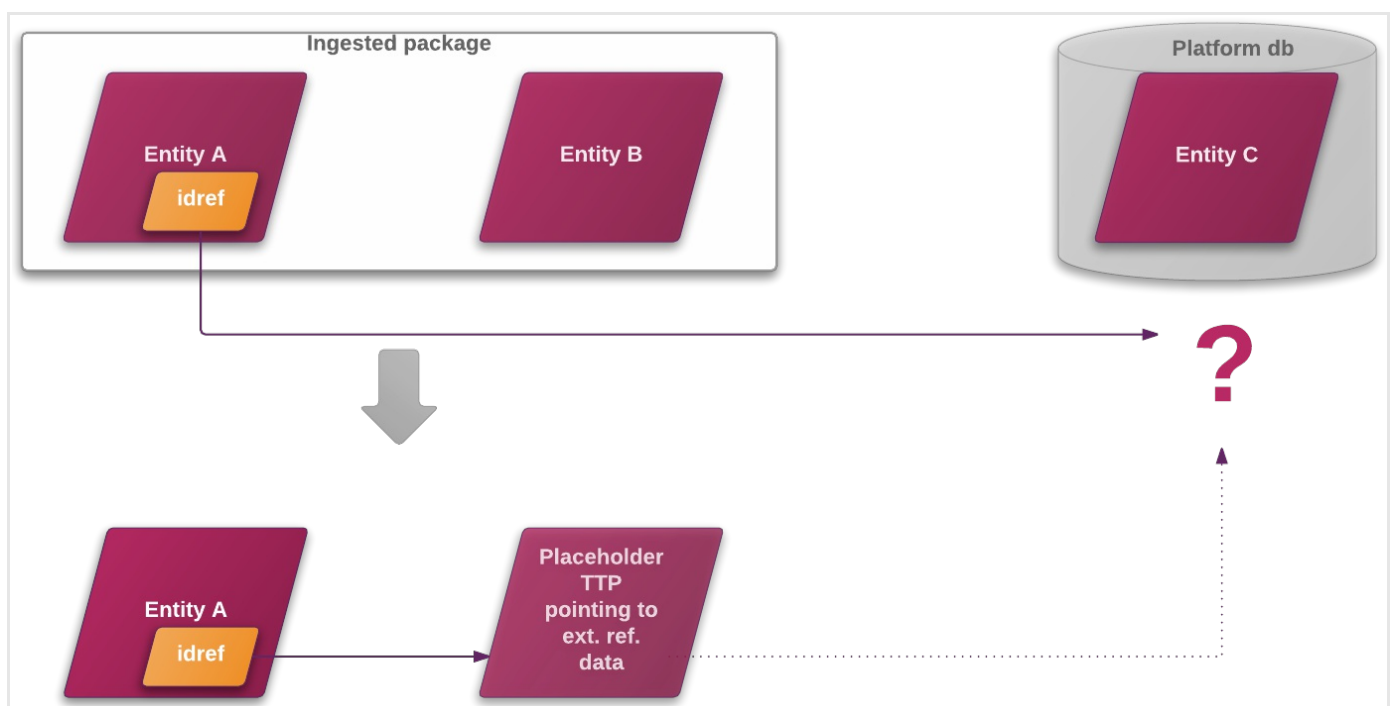 Ingested package
Platform db
Entity A
idref
Entity B
Entity C
?
Entity A
idref
Placeholder
TTP
pointing to
ext. ref.
data